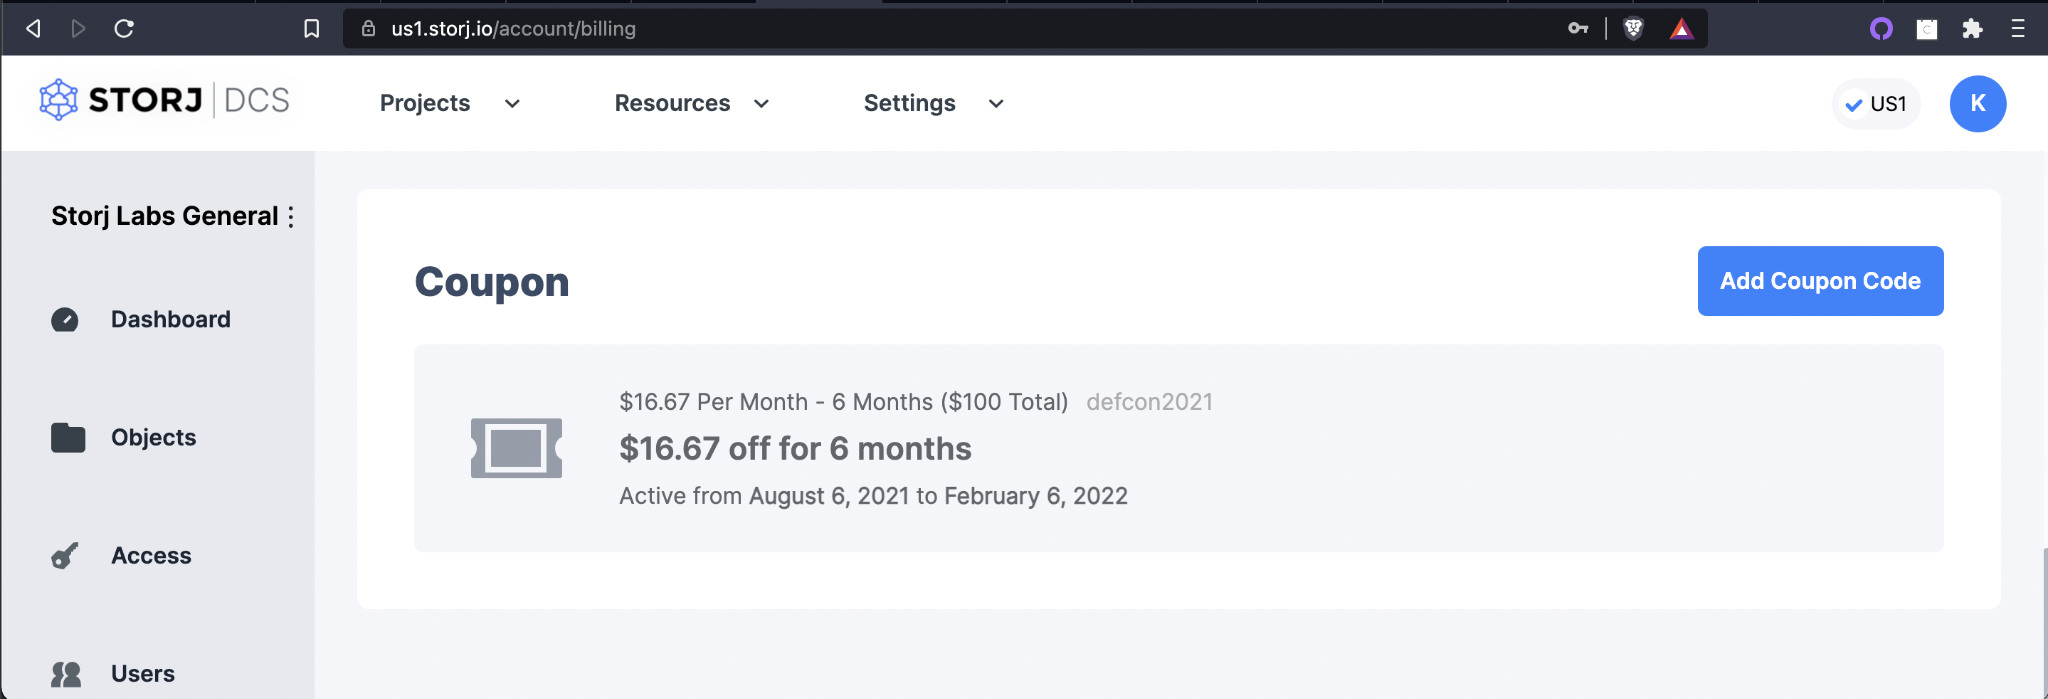 us1.storj.io/account/billing
STORJ DCS
Projects
Resources
Settings
US1
K
Storj Labs General
Dashboard
Objects
Access
Users
Coupon
Add Coupon Code
$16.67 Per Month - 6 Months ($100 Total) defcon2021
$16.67 off for 6 months
Active from August 6, 2021 to February 6, 2022